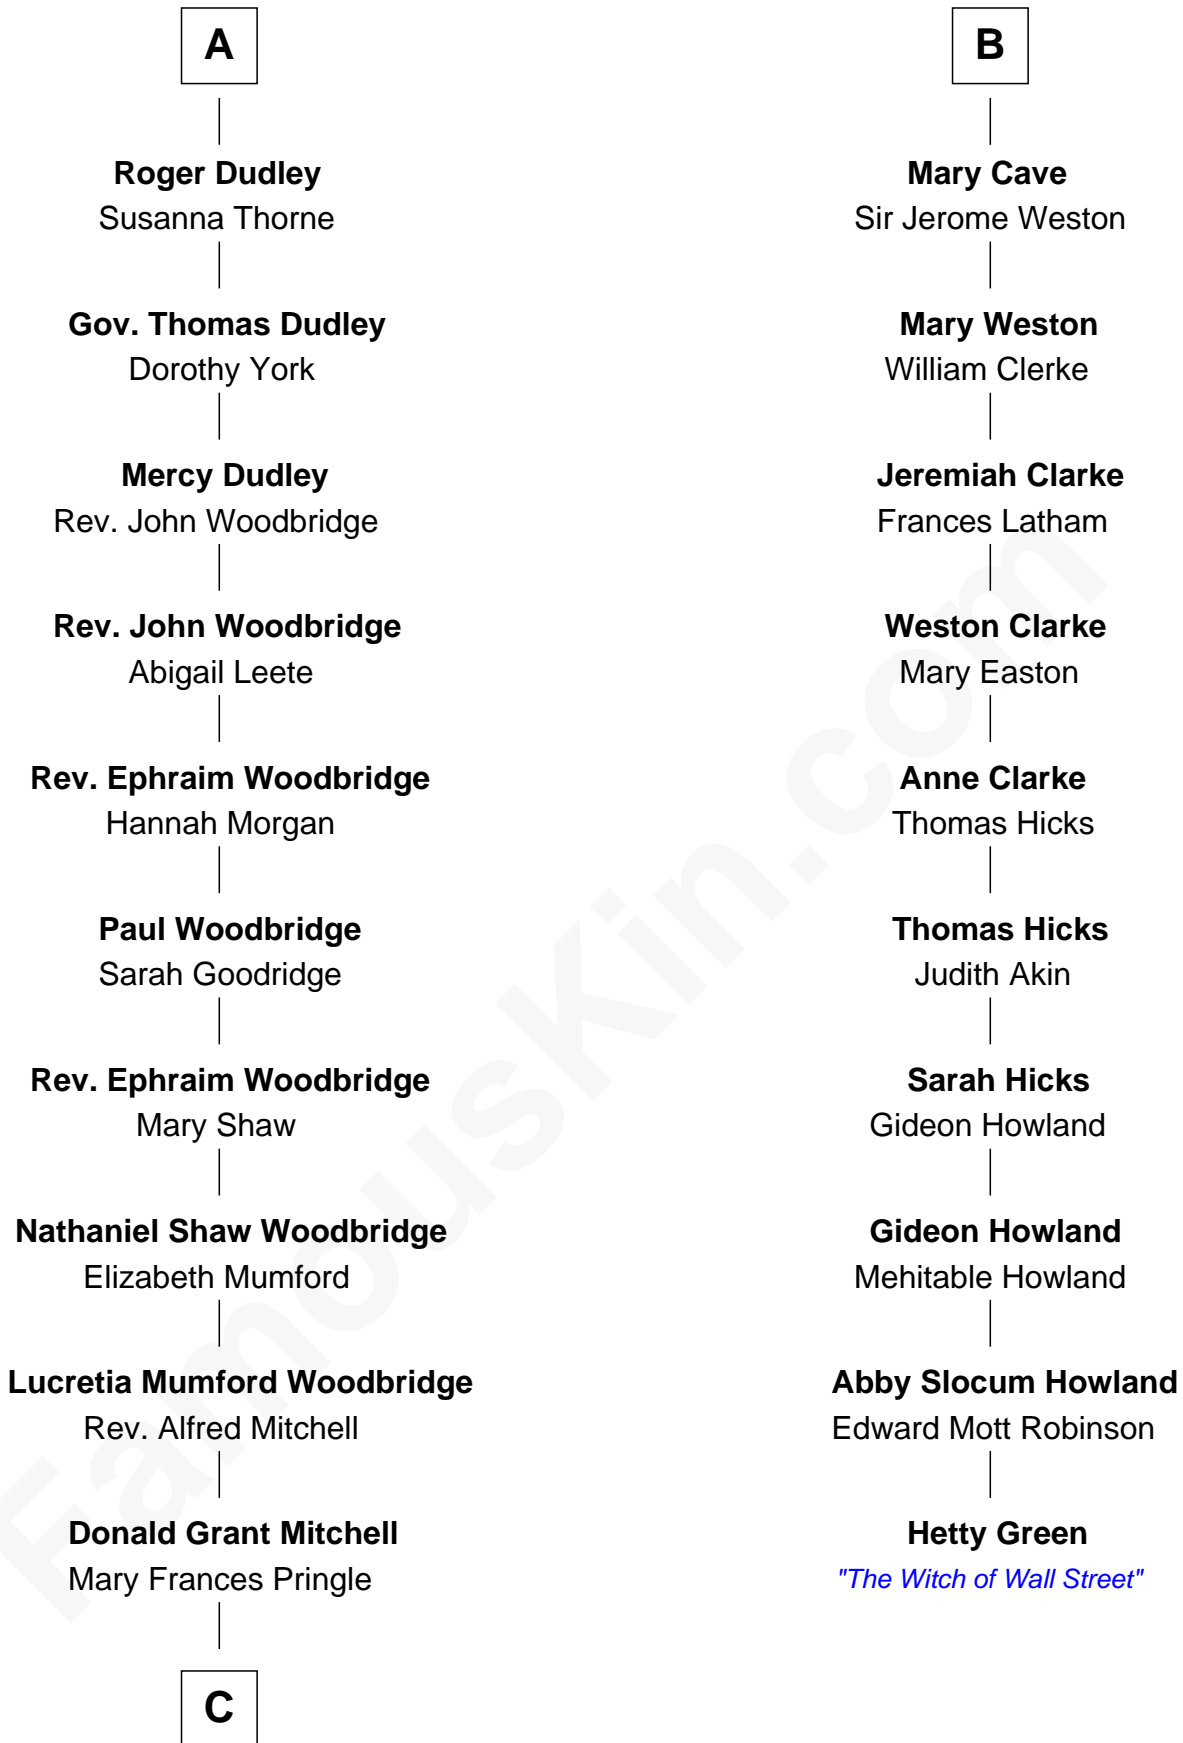 A
Roger Dudley
Susanna Thorne
Gov. Thomas Dudley
Dorothy York
Mercy Dudley
Rev. John Woodbridge
Rev. John Woodbridge
Abigail Leete
Rev. Ephraim Woodbridge
Hannah Morgan
Paul Woodbridge
Sarah Goodridge
Rev. Ephraim Woodbridge
Mary Shaw
Nathaniel Shaw Woodbridge
Elizabeth Mumford
Lucretia Mumford Woodbridge
Rev. Alfred Mitchell
Donald Grant Mitchell
Mary Frances Pringle
C
B
Mary Cave
Sir Jerome Weston
Mary Weston
William Clerke
Jeremiah Clarke
Frances Latham
Weston Clarke
Mary Easton
Anne Clarke
Thomas Hicks
Thomas Hicks
Judith Akin
Sarah Hicks
Gideon Howland
Gideon Howland
Mehitable Howland
Abby Slocum Howland
Edward Mott Robinson
Hetty Green
"The Witch of Wall Street"
FamousKin.com